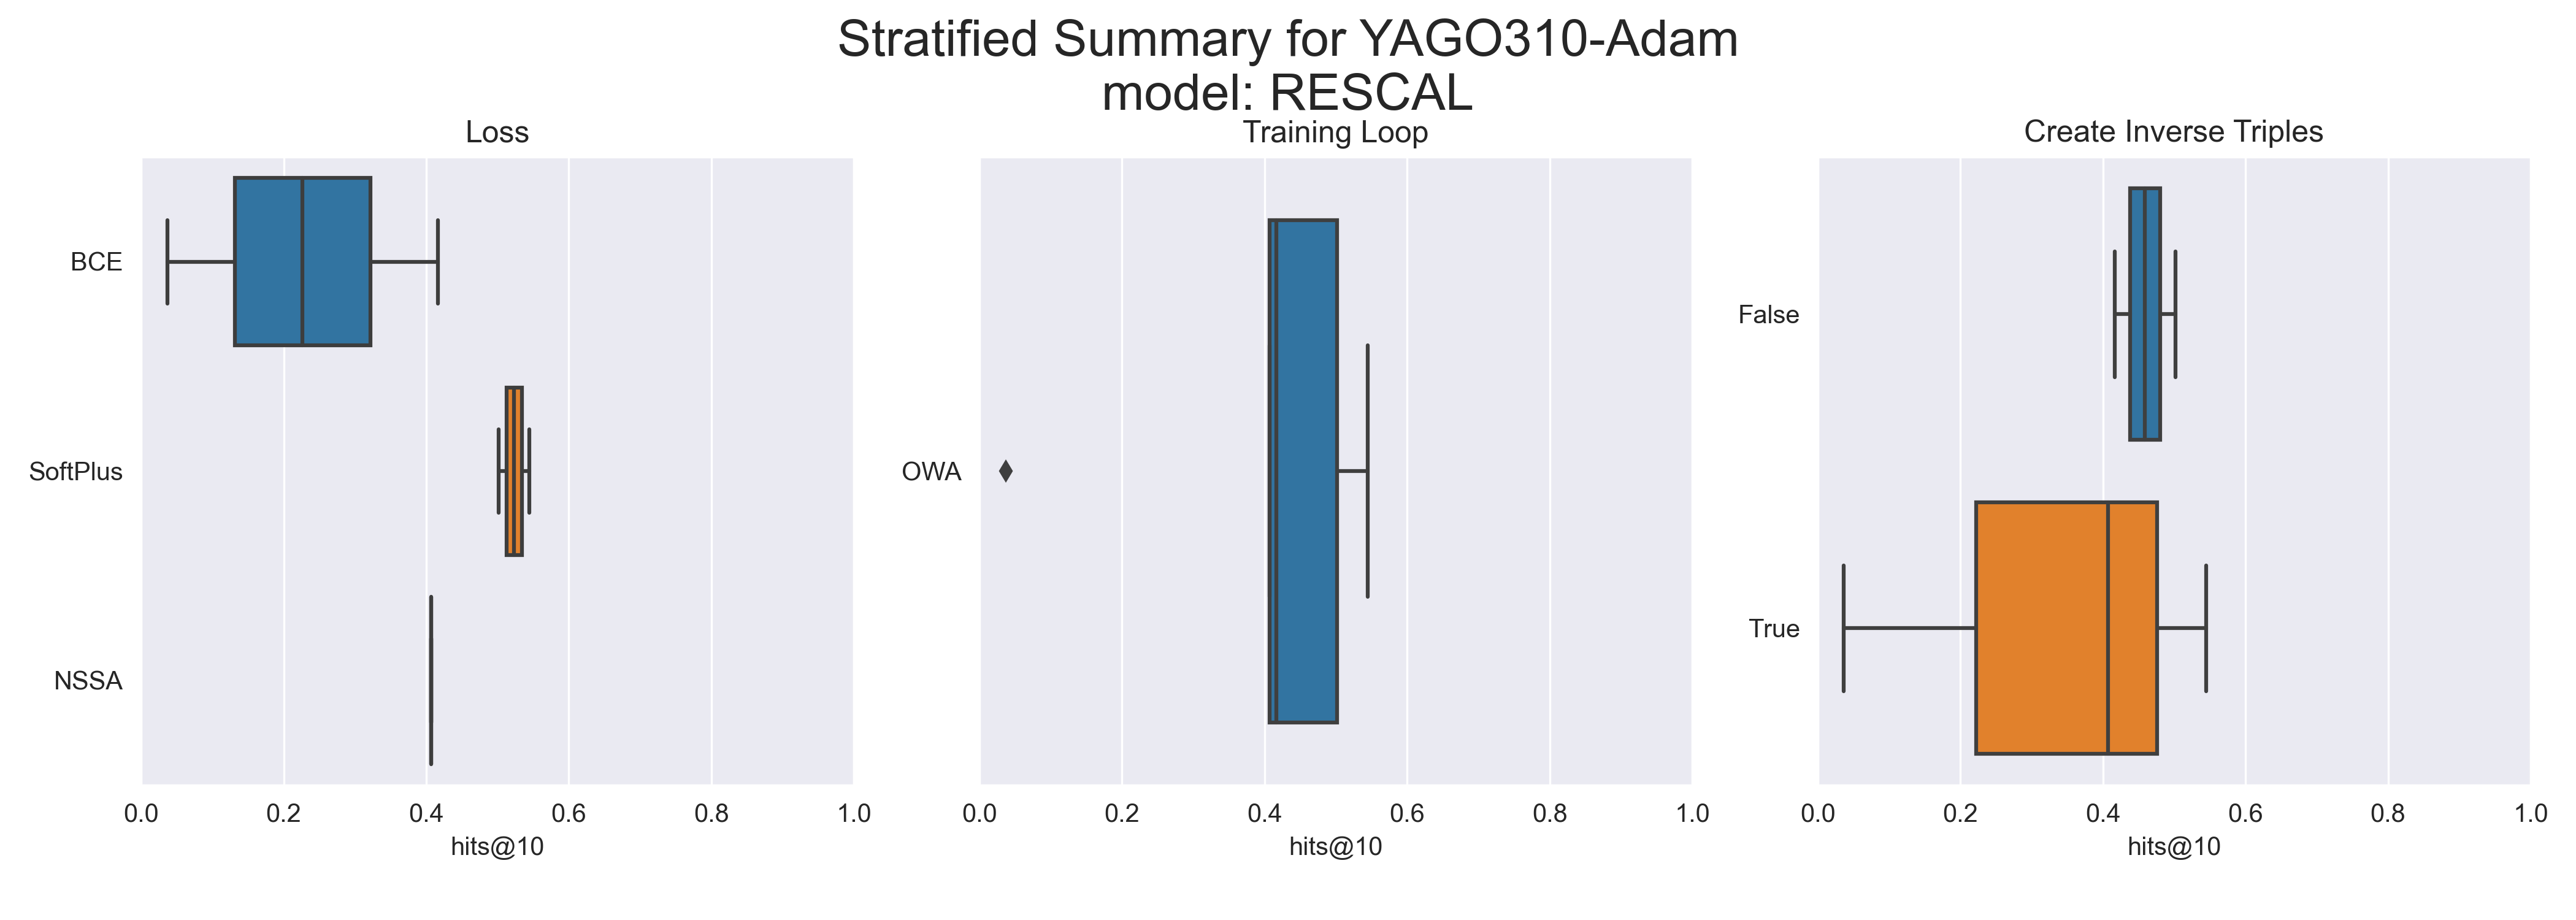 Stratified Summary for YAGO310-Adam
model: RESCAL
Loss
BCE
SoftPlus
NSSA
0.0 0.2 0.4 0.6 0.8 1.0
hits@10
Training Loop
OWA
0.0 0.2 0.4 0.6 0.8 1.0
hits@10
Create Inverse Triples
False
True
0.0 0.2 0.4 0.6 0.8 1.0
hits@10